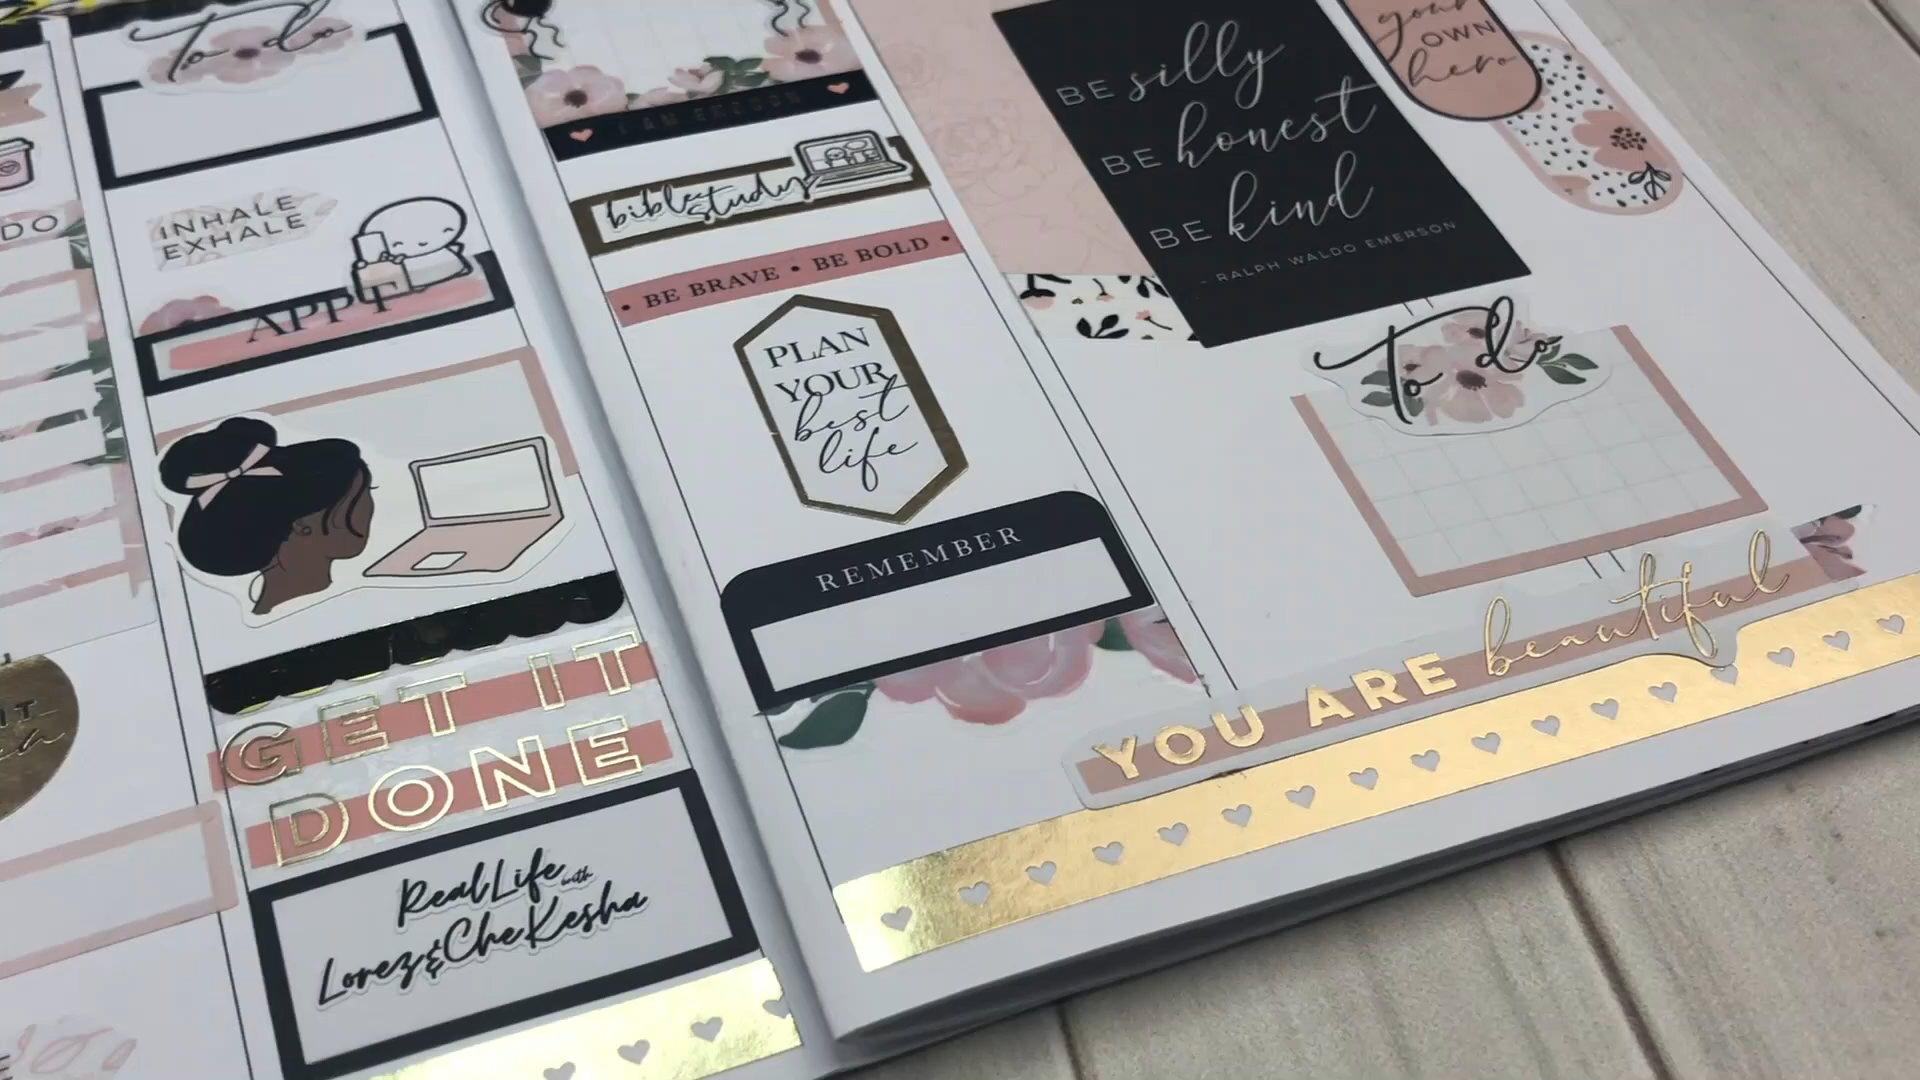 To do
INHALE
EXHALE
APPT
DO
GET IT
DONE
Real Life with
Lorez & CheKesha
I AM
bible study
• BE BRAVE • BE BOLD •
PLAN
YOUR
best
life
REMEMBER
BE silly
BE honest
BE kind
- RALPH WALDO EMERSON
your
OWN
hero
To do
YOU ARE beautiful